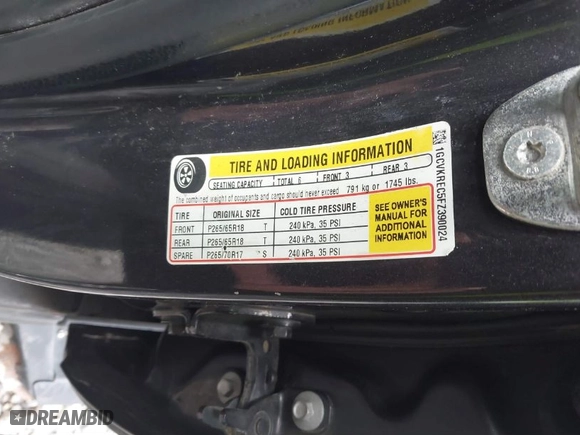 TIRE AND LOADING INFORMATION
SEATING CAPACITY TOTAL 6 FRONT 3 REAR 3
The combined weight of occupants and cargo should never exceed 791 kg or 1745 lbs.
TIRE ORIGINAL SIZE COLD TIRE PRESSURE
FRONT P265/65R18 T 240 kPa, 35 PSI
REAR P265/65R18 T 240 kPa, 35 PSI
SPARE P265/70R17 S 240 kPa, 35 PSI
SEE OWNER'S
MANUAL FOR
ADDITIONAL
INFORMATION
1GCVKREC5FZ390024
DREAMBID